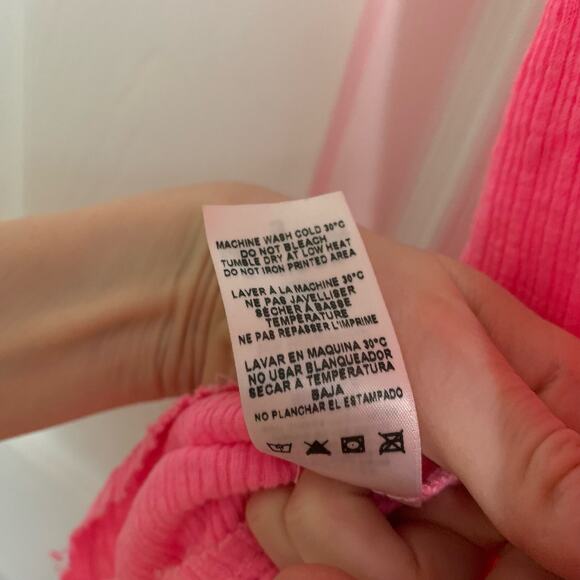 MACHINE WASH COLD 30°C
DO NOT BLEACH
TUMBLE DRY AT LOW HEAT
DO NOT IRON PRINTED AREA
LAVER À LA MACHINE 30°C
NE PAS JAVELLISER
SÉCHER À BASSE
TEMPÉRATURE
NE PAS REPASSER L'IMPRIME
LAVAR EN MAQUINA 30°C
NO USAR BLANQUEADOR
SECAR A TEMPERATURA
BAJA
NO PLANCHAR EL ESTAMPADO